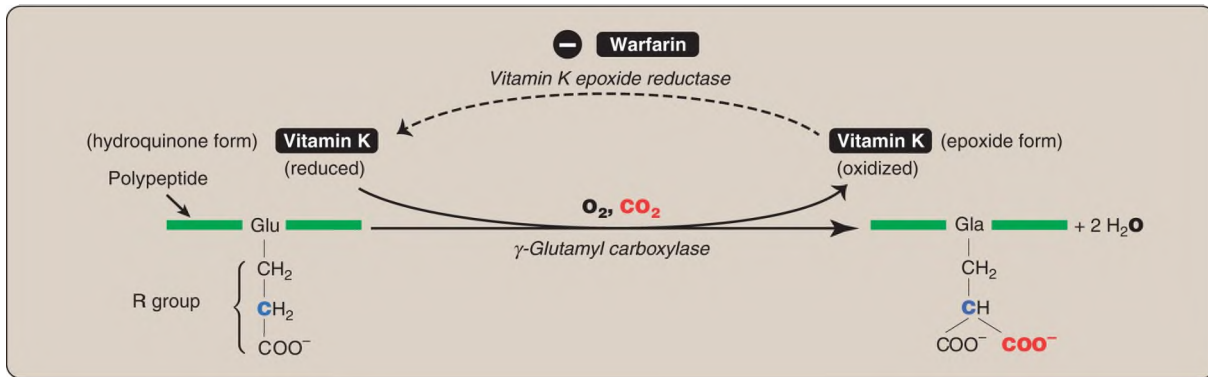 − Warfarin
Vitamin K epoxide reductase
(hydroquinone form) Vitamin K
(reduced)
Vitamin K (epoxide form)
(oxidized)
Polypeptide
O₂, CO₂
Glu
γ-Glutamyl carboxylase
Gla
+ 2 H₂O
R group
CH₂
CH₂
COO⁻
CH₂
CH
COO⁻ COO⁻